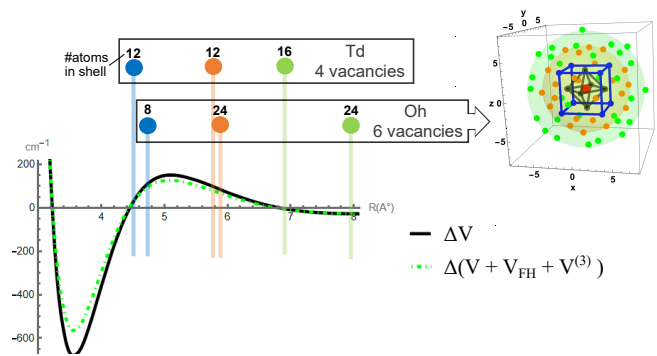 #atoms
in shell
12
12
16
Td
4 vacancies
8
24
24
Oh
6 vacancies
cm⁻¹
200
0
−200
−400
−600
4
5
6
7
8
R(A°)
y
−5 0 5
5
z 0
−5
−5
0
5
x
ΔV
Δ(V + V_FH + V⁽³⁾ )